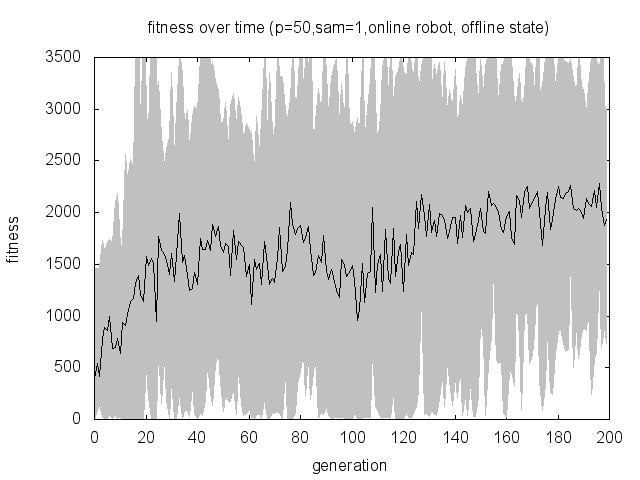 fitness over time (p=50,sam=1,online robot, offline state)
3500
3000
2500
2000
1500
1000
500
0
fitness
0 20 40 60 80 100 120 140 160 180 200
generation